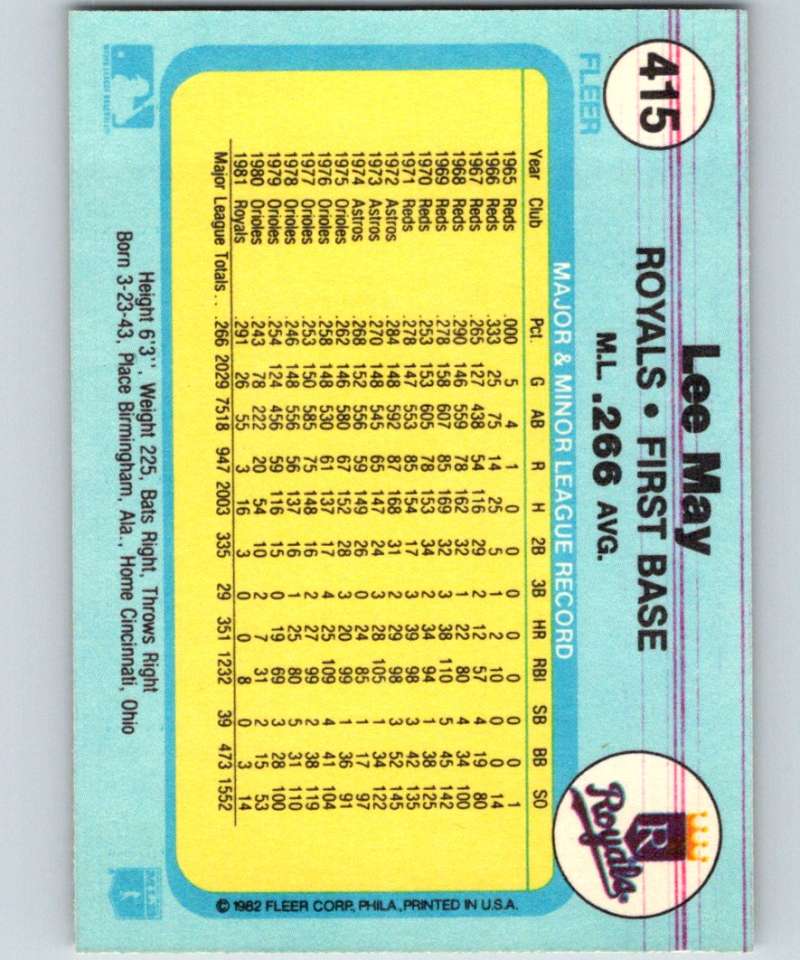 415
FLEER
Lee May
ROYALS • FIRST BASE
M.L. .266 AVG.
R
Royals
MAJOR & MINOR LEAGUE RECORD
Year Club Pct. G AB R H 2B 3B HR RBI SB BB SO
1965 Reds .000 5 4 1 0 0 0 0 0 0 0 1
1966 Reds .333 25 75 14 25 5 1 2 10 0 0 14
1967 Reds .265 127 438 54 116 29 2 12 57 4 19 80
1968 Reds .290 146 559 78 162 32 1 22 80 4 34 100
1969 Reds .278 158 607 85 169 32 3 38 110 5 45 142
1970 Reds .253 153 605 78 153 34 2 34 94 1 38 125
1971 Reds .278 147 553 85 154 17 3 39 98 3 42 135
1972 Astros .284 148 592 87 168 31 2 29 98 3 52 145
1973 Astros .270 148 545 65 147 24 3 28 105 1 34 122
1974 Astros .268 152 556 59 149 26 0 24 85 1 17 97
1975 Orioles .262 146 580 67 152 28 3 20 99 1 36 91
1976 Orioles .258 148 530 61 137 17 4 25 109 4 41 104
1977 Orioles .253 150 585 75 148 16 2 27 99 2 38 119
1978 Orioles .246 148 556 56 137 16 1 25 80 5 31 110
1979 Orioles .254 124 456 59 116 15 0 19 69 3 28 100
1980 Orioles .243 78 222 20 54 10 2 7 31 2 15 53
1981 Royals .291 26 55 3 16 3 0 0 8 0 3 14
Major League Totals . . .266 2029 7518 947 2003 335 29 351 1232 39 473 1552
© 1982 FLEER CORP., PHILA., PRINTED IN U.S.A.
Height 6'3", Weight 225, Bats Right, Throws Right
Born 3-23-43, Place Birmingham, Ala., Home Cincinnati, Ohio